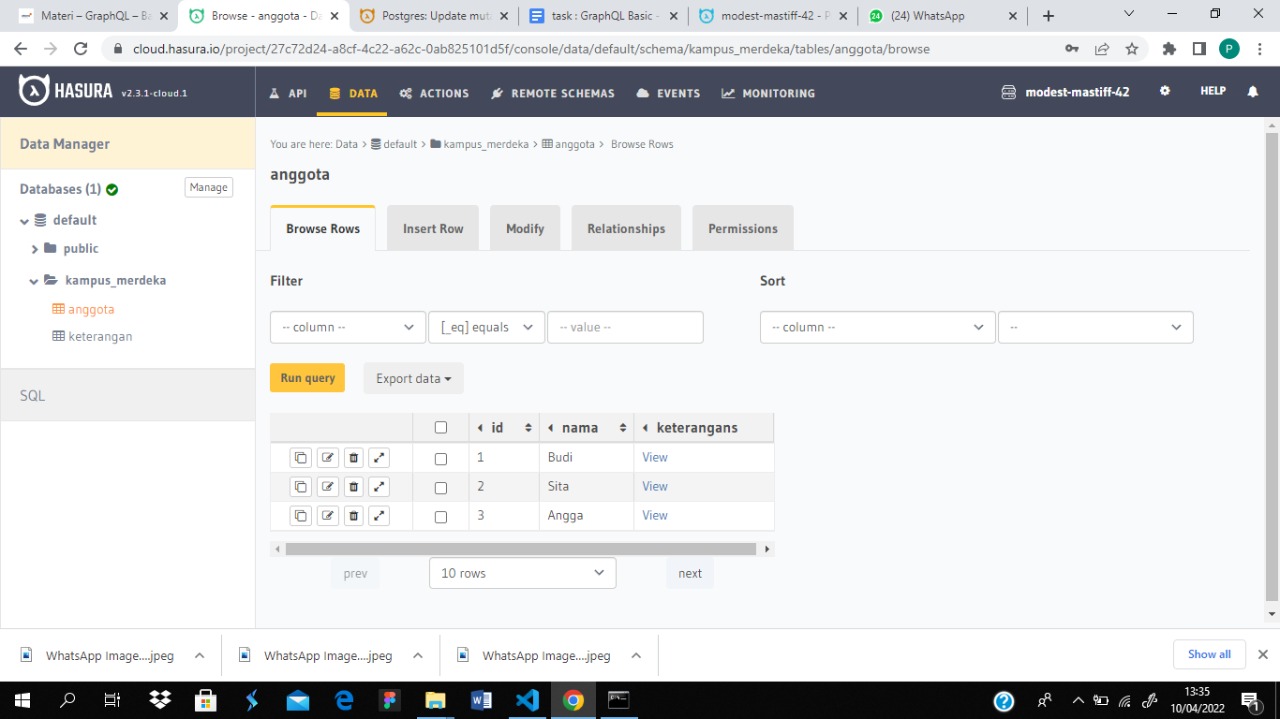 Materi – GraphQL – Ba
Browse - anggota - Da
Postgres: Update muta
task : GraphQL Basic -
modest-mastiff-42 - P
24
(24) WhatsApp
cloud.hasura.io/project/27c72d24-a8cf-4c22-a62c-0ab825101d5f/console/data/default/schema/kampus_merdeka/tables/anggota/browse
P
HASURA v2.3.1-cloud.1
API
DATA
ACTIONS
REMOTE SCHEMAS
EVENTS
MONITORING
modest-mastiff-42
HELP
Data Manager
Databases (1)
Manage
default
public
kampus_merdeka
anggota
keterangan
SQL
You are here: Data > default > kampus_merdeka > anggota > Browse Rows
anggota
Browse Rows
Insert Row
Modify
Relationships
Permissions
Filter
Sort
-- column --
[_eq] equals
-- value --
-- column --
--
Run query
Export data
id nama keterangans
1 Budi View
2 Sita View
3 Angga View
prev
10 rows
next
WhatsApp Image....jpeg
WhatsApp Image....jpeg
WhatsApp Image....jpeg
Show all
13:35
10/04/2022
1